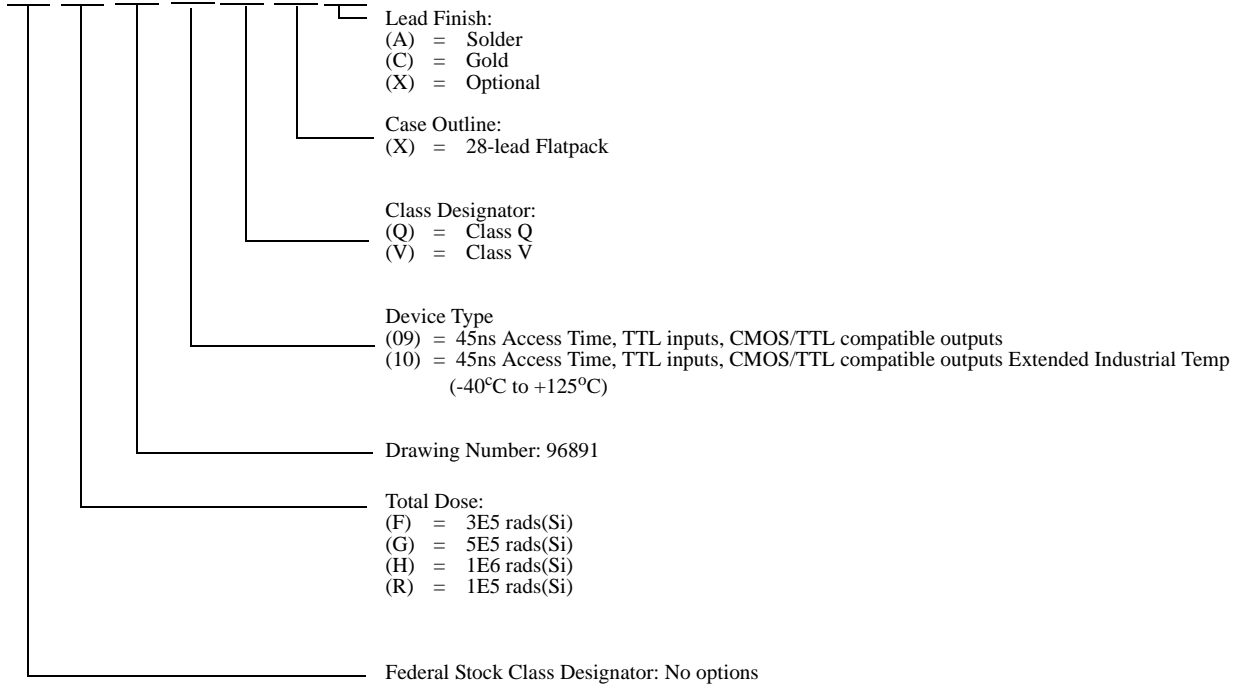 Lead Finish:
(A) = Solder
(C) = Gold
(X) = Optional
Case Outline:
(X) = 28-lead Flatpack
Class Designator:
(Q) = Class Q
(V) = Class V
Device Type
(09) = 45ns Access Time, TTL inputs, CMOS/TTL compatible outputs
(10) = 45ns Access Time, TTL inputs, CMOS/TTL compatible outputs Extended Industrial Temp
(-40ᶜC to +125ᵒC)
Drawing Number: 96891
Total Dose:
(F) = 3E5 rads(Si)
(G) = 5E5 rads(Si)
(H) = 1E6 rads(Si)
(R) = 1E5 rads(Si)
Federal Stock Class Designator: No options